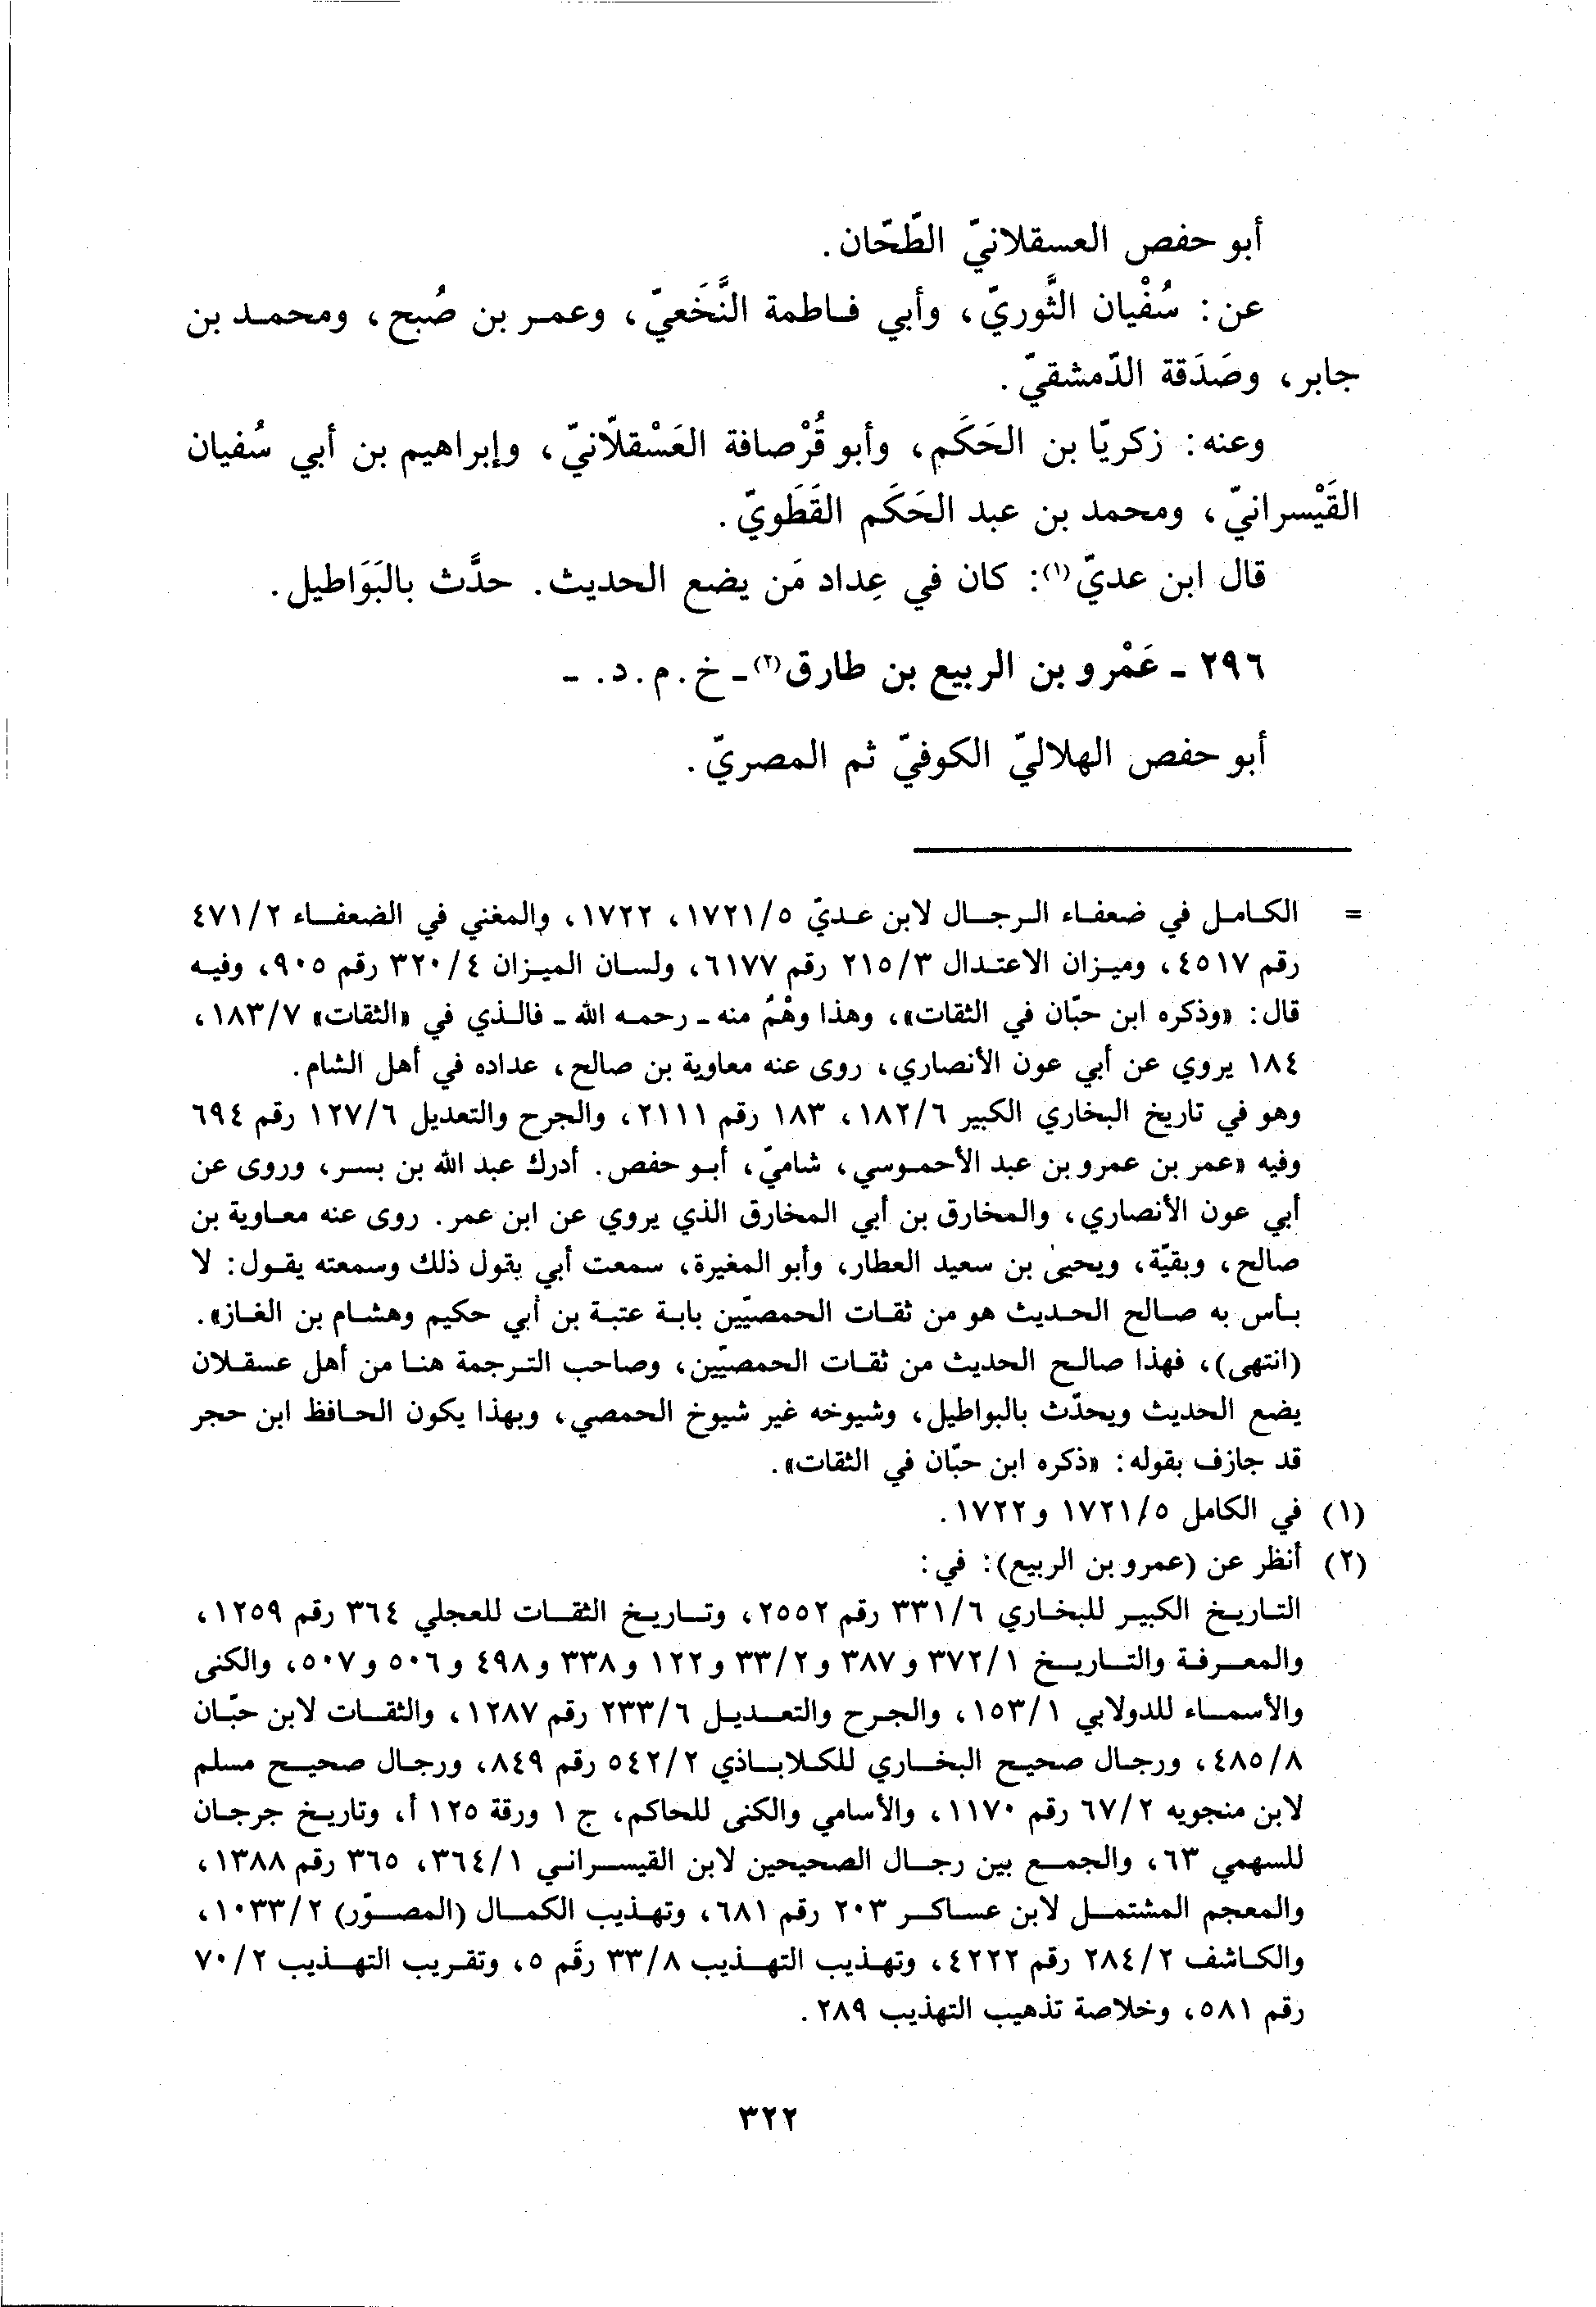 أبو حفص العسقلانيّ الطّحّان.
عن: سُفْيان الثَّوريّ، وأبي فاطمة النَّخَعيّ، وعمر بن صُبح، ومحمد بن
جابر، وصَدَقة الدّمشقيّ.
وعنه: زكريّا بن الحَكَم، وأبو قُرْصافة العَسْقلّانيّ، وإبراهيم بن أبي سُفيان
القَيْسرانيّ، ومحمد بن عبد الحَكَم القَطَويّ.
قال ابن عديّ(١): كان في عِداد مَن يضع الحديث. حدَّث بالبَوَاطيل.
٢٩٦ - عَمْرو بن الربيع بن طارق(٢) - خ. م. د. -
أبو حفص الهلاليّ الكوفيّ ثم المصريّ.
= الكامل في ضعفاء الرجال لابن عديّ ١٧٢١/٥، ١٧٢٢، والمغني في الضعفاء ٤٧١/٢
رقم ٤٥١٧، وميزان الاعتدال ٢١٥/٣ رقم ٦١٧٧، ولسان الميزان ٣٢٠/٤ رقم ٩٠٥، وفيه
قال: «وذكره ابن حبّان في الثقات»، وهذا وهْمٌ منه - رحمه الله - فالذي في «الثقات» ١٨٣/٧،
١٨٤ يروي عن أبي عون الأنصاري، روى عنه معاوية بن صالح، عداده في أهل الشام.
وهو في تاريخ البخاري الكبير ١٨٢/٦، ١٨٣ رقم ٢١١١، والجرح والتعديل ١٢٧/٦ رقم ٦٩٤
وفيه «عمر بن عمرو بن عبد الأحموسي، شاميّ، أبو حفص. أدرك عبد الله بن بسر، وروى عن
أبي عون الأنصاري، والمخارق بن أبي المخارق الذي يروي عن ابن عمر. روى عنه معاوية بن
صالح، وبقيّة، ويحيىٰ بن سعيد العطار، وأبو المغيرة، سمعت أبي يقول ذلك وسمعته يقول: لا
بأس به صالح الحديث هو من ثقات الحمصيّين بابة عتبة بن أبي حكيم وهشام بن الغاز».
(انتهى)، فهذا صالح الحديث من ثقات الحمصيّين، وصاحب الترجمة هنا من أهل عسقلان
يضع الحديث ويحدّث بالبواطيل، وشيوخه غير شيوخ الحمصي، وبهذا يكون الحافظ ابن حجر
قد جازف بقوله: «ذكره ابن حبّان في الثقات».
(١) في الكامل ١٧٢١/٥ و١٧٢٢.
(٢) أنظر عن (عمرو بن الربيع): في:
التاريخ الكبير للبخاري ٣٣١/٦ رقم ٢٥٥٢، وتاريخ الثقات للعجلي ٣٦٤ رقم ١٢٥٩،
والمعرفة والتاريخ ٣٧٢/١ و٣٨٧ و٣٣/٢ و١٢٢ و٣٣٨ و٤٩٨ و٥٠٦ و٥٠٧، والكنى
والأسماء للدولابي ١٥٣/١، والجرح والتعديل ٢٣٣/٦ رقم ١٢٨٧، والثقات لابن حبّان
٤٨٥/٨، ورجال صحيح البخاري للكلاباذي ٥٤٢/٢ رقم ٨٤٩، ورجال صحيح مسلم
لابن منجويه ٦٧/٢ رقم ١١٧٠، والأسامي والكنى للحاكم، ج ١ ورقة ١٢٥ أ، وتاريخ جرجان
للسهمي ٦٣، والجمع بين رجال الصحيحين لابن القيسراني ٣٦٤/١، ٣٦٥ رقم ١٣٨٨،
والمعجم المشتمل لابن عساكر ٢٠٣ رقم ٦٨١، وتهذيب الكمال (المصوّر) ١٠٣٣/٢،
والكاشف ٢٨٤/٢ رقم ٤٢٢٢، وتهذيب التهذيب ٣٣/٨ رقم ٥، وتقريب التهذيب ٧٠/٢
رقم ٥٨١، وخلاصة تذهيب التهذيب ٢٨٩.
٣٢٢